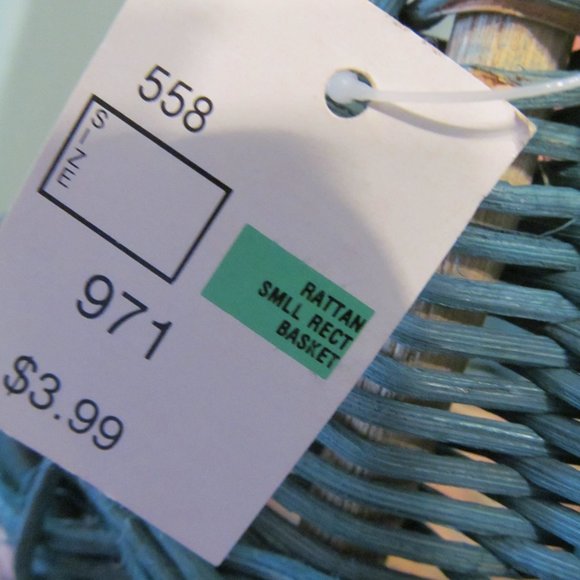 558
SIZE
971
$3.99
RATTAN
SMLL RECT
BASKET